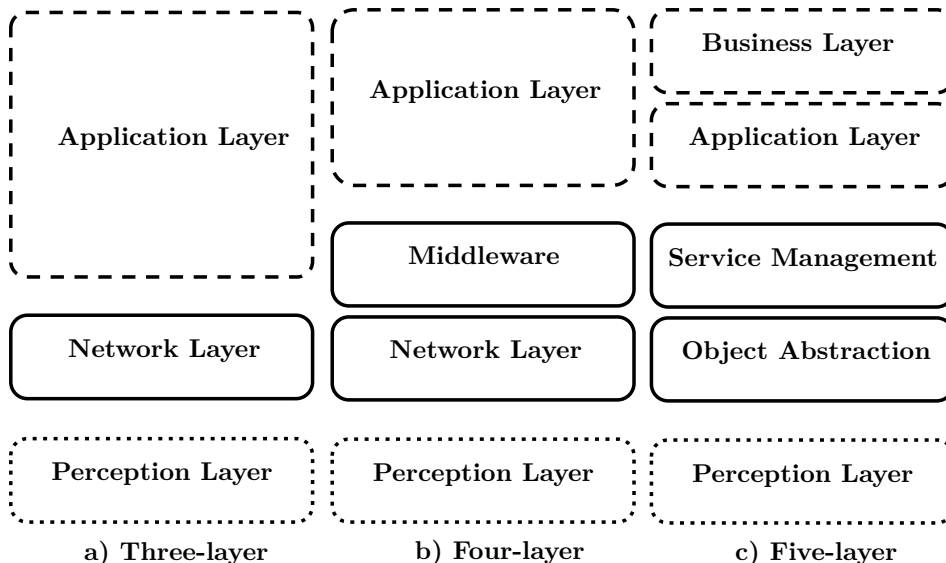 Application Layer
Network Layer
Perception Layer
a) Three-layer
Application Layer
Middleware
Network Layer
Perception Layer
b) Four-layer
Business Layer
Application Layer
Service Management
Object Abstraction
Perception Layer
c) Five-layer